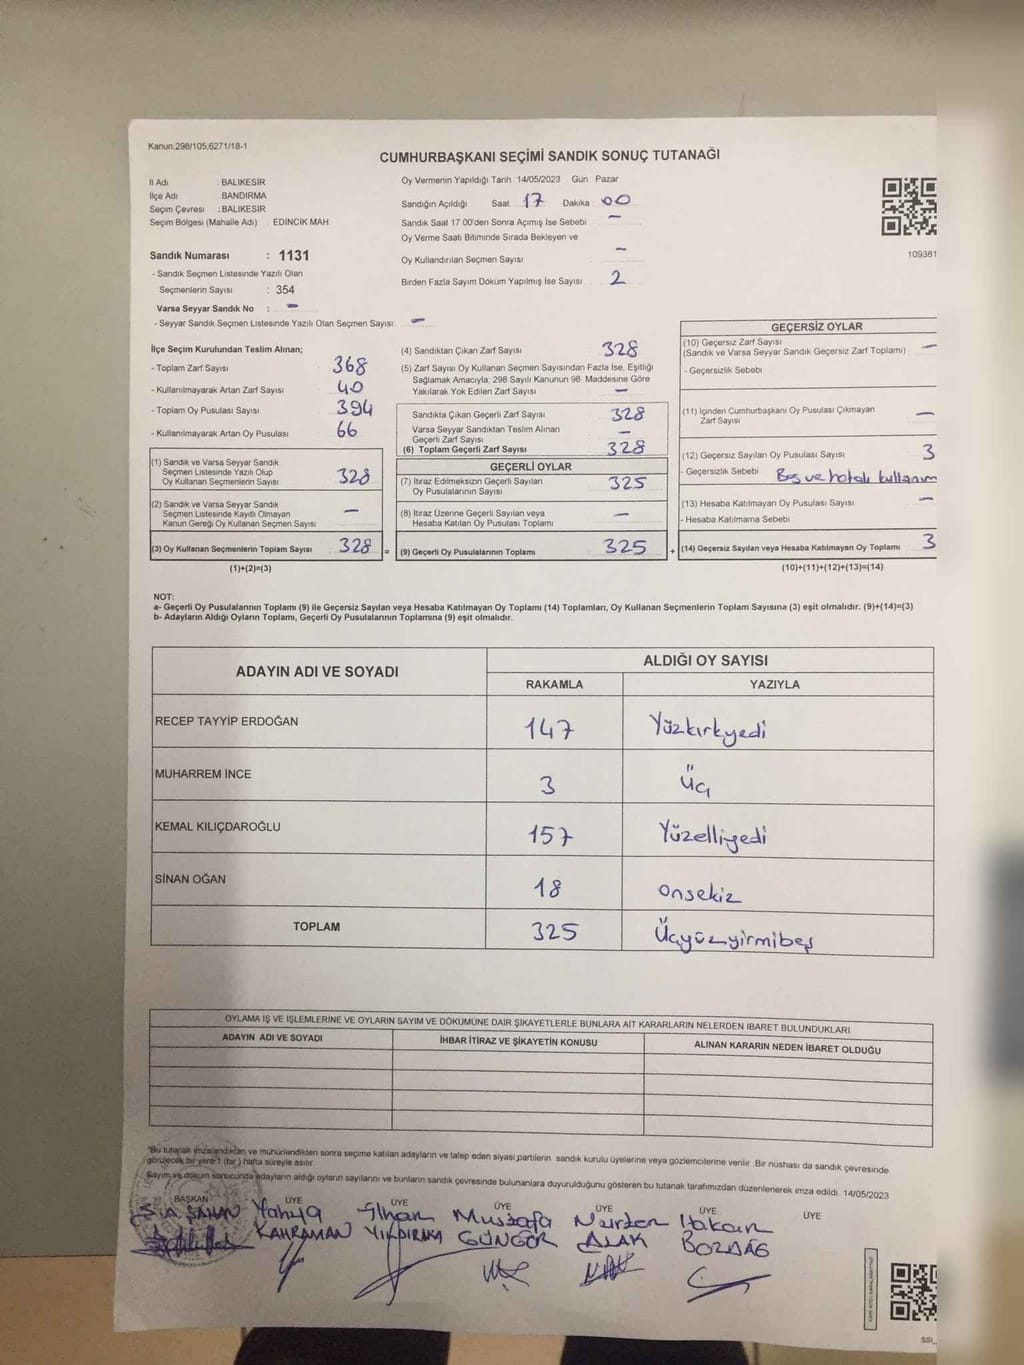 Kanun,298/105,6271/18-1
CUMHURBAŞKANI SEÇİMİ SANDIK SONUÇ TUTANAĞI
İl Adı : BALIKESİR
İlçe Adı BANDIRMA
Seçim Çevresi : BALIKESİR
Seçim Bölgesi (Mahalle Adı) : EDİNCİK MAH
Sandık Numarası : 1131
- Sandık Seçmen Listesinde Yazılı Olan
Seçmenlerin Sayısı : 354
Varsa Seyyar Sandık No : -
- Seyyar Sandık Seçmen Listesinde Yazılı Olan Seçmen Sayısı -
Oy Vermenin Yapıldığı Tarih 14/05/2023 Gün Pazar
Sandığın Açıldığı Saat 17 Dakika 00
Sandık Saat 17 00'den Sonra Açımış İse Sebebi -
Oy Verme Saati Bitiminde Sırada Bekleyen ve
Oy Kullandırılan Seçmen Sayısı -
Birden Fazla Sayım Döküm Yapılmış İse Sayısı 2
109381
İlçe Seçim Kurulundan Teslim Alınan;
- Toplam Zarf Sayısı 368
- Kullanılmayarak Artan Zarf Sayısı 40
- Toplam Oy Pusulası Sayısı 394
- Kullanılmayarak Artan Oy Pusulası 66
(1) Sandık ve Varsa Seyyar Sandık
Seçmen Listesinde Yazılı Olup
Oy Kullanan Seçmenlerin Sayısı 328
(2) Sandık ve Varsa Seyyar Sandık
Seçmen Listesinde Kayıtlı Olmayan
Kanun Gereği Oy Kullanan Seçmen Sayısı -
(3) Oy Kullanan Seçmenlerin Toplam Sayısı 328 =
(1)+(2)=(3)
(4) Sandıktan Çıkan Zarf Sayısı 328
(5) Zarf Sayısı Oy Kullanan Seçmen Sayısından Fazla İse, Eşitliği
Sağlamak Amacıyla; 298 Sayılı Kanunun 98. Maddesine Göre
Yakılarak Yok Edilen Zarf Sayısı -
Sandıkta Çıkan Geçerli Zarf Sayısı 328
Varsa Seyyar Sandıktan Teslim Alınan
Geçerli Zarf Sayısı -
(6) Toplam Geçerli Zarf Sayısı 328
GEÇERLİ OYLAR
(7) İtiraz Edilmeksizin Geçerli Sayılan
Oy Pusulalarının Sayısı 325
(8) İtiraz Üzerine Geçerli Sayılan veya
Hesaba Katılan Oy Pusulası Toplamı -
(9) Geçerli Oy Pusulalarının Toplamı 325 +
GEÇERSİZ OYLAR
(10) Geçersiz Zarf Sayısı
(Sandık ve Varsa Seyyar Sandık Geçersiz Zarf Toplamı) -
- Geçersizlik Sebebi
(11) İçinden Cumhurbaşkanı Oy Pusulası Çıkmayan
Zarf Sayısı -
(12) Geçersiz Sayılan Oy Pusulası Sayısı 3
- Geçersizlik Sebebi Boş ve hatalı kullanım
(13) Hesaba Katılmayan Oy Pusulası Sayısı -
- Hesaba Katılmama Sebebi
(14) Geçersiz Sayılan veya Hesaba Katılmayan Oy Toplamı 3
(10)+(11)+(12)+(13)=(14)
NOT:
a- Geçerli Oy Pusulalarının Toplamı (9) ile Geçersiz Sayılan veya Hesaba Katılmayan Oy Toplamı (14) Toplamları, Oy Kullanan Seçmenlerin Toplam Sayısına (3) eşit olmalıdır. (9)+(14)=(3)
b- Adayların Aldığı Oyların Toplamı, Geçerli Oy Pusulalarının Toplamına (9) eşit olmalıdır.
ADAYIN ADI VE SOYADI
ALDIĞI OY SAYISI
RAKAMLA YAZIYLA
RECEP TAYYİP ERDOĞAN 147 Yüzkırkyedi
MUHARREM İNCE 3 Üç
KEMAL KILIÇDAROĞLU 157 Yüzelliyedi
SİNAN OĞAN 18 onsekiz
TOPLAM 325 Üçyüzyirmibeş
OYLAMA İŞ VE İŞLEMLERİNE VE OYLARIN SAYIM VE DÖKÜMÜNE DAİR ŞİKAYETLERLE BUNLARA AİT KARARLARIN NELERDEN İBARET BULUNDUKLARI
ADAYIN ADI VE SOYADI İHBAR İTİRAZ VE ŞİKAYETİN KONUSU ALINAN KARARIN NEDEN İBARET OLDUĞU
*Bu tutanak imzalandıktan ve mühürlendikten sonra seçime katılan adayların ve talep eden siyasi partilerin sandık kurulu üyelerine veya gözlemcilerine verilir. Bir nüshası da sandık çevresinde
görülecek bir yere 1 (bir) hafta süreyle asılır.
Sayım ve döküm sonucunda adayların aldığı oyların sayılarını ve bunların sandık çevresinde bulunanlara duyurulduğunu gösteren bu tutanak tarafımızdan düzenlenerek imza edildi. 14/05/2023
BAŞKAN ÜYE ÜYE ÜYE ÜYE ÜYE ÜYE
ŞAHAN Yahya İlhan Mustafa Nurten Hakan
KAHRAMAN YILDIRIM GÜNGÖR ALAK BOZDAĞ